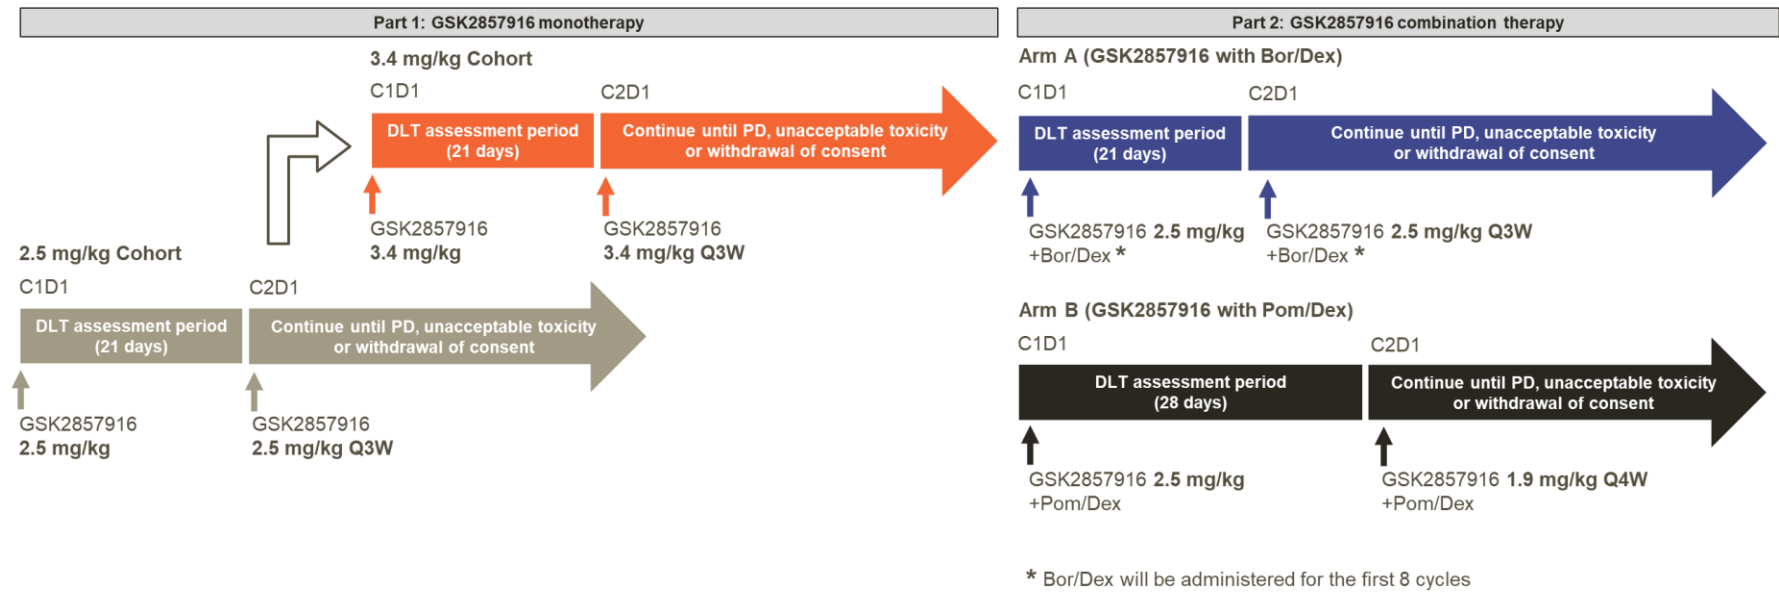 Part 1: GSK2857916 monotherapy
3.4 mg/kg Cohort
C1D1
C2D1
DLT assessment period
(21 days)
Continue until PD, unacceptable toxicity
or withdrawal of consent
GSK2857916
3.4 mg/kg
GSK2857916
3.4 mg/kg Q3W
2.5 mg/kg Cohort
C1D1
C2D1
DLT assessment period
(21 days)
Continue until PD, unacceptable toxicity
or withdrawal of consent
GSK2857916
2.5 mg/kg
GSK2857916
2.5 mg/kg Q3W
Part 2: GSK2857916 combination therapy
Arm A (GSK2857916 with Bor/Dex)
C1D1
C2D1
DLT assessment period
(21 days)
Continue until PD, unacceptable toxicity
or withdrawal of consent
GSK2857916 2.5 mg/kg
+Bor/Dex *
GSK2857916 2.5 mg/kg Q3W
+Bor/Dex *
Arm B (GSK2857916 with Pom/Dex)
C1D1
C2D1
DLT assessment period
(28 days)
Continue until PD, unacceptable toxicity
or withdrawal of consent
GSK2857916 2.5 mg/kg
+Pom/Dex
GSK2857916 1.9 mg/kg Q4W
+Pom/Dex
* Bor/Dex will be administered for the first 8 cycles